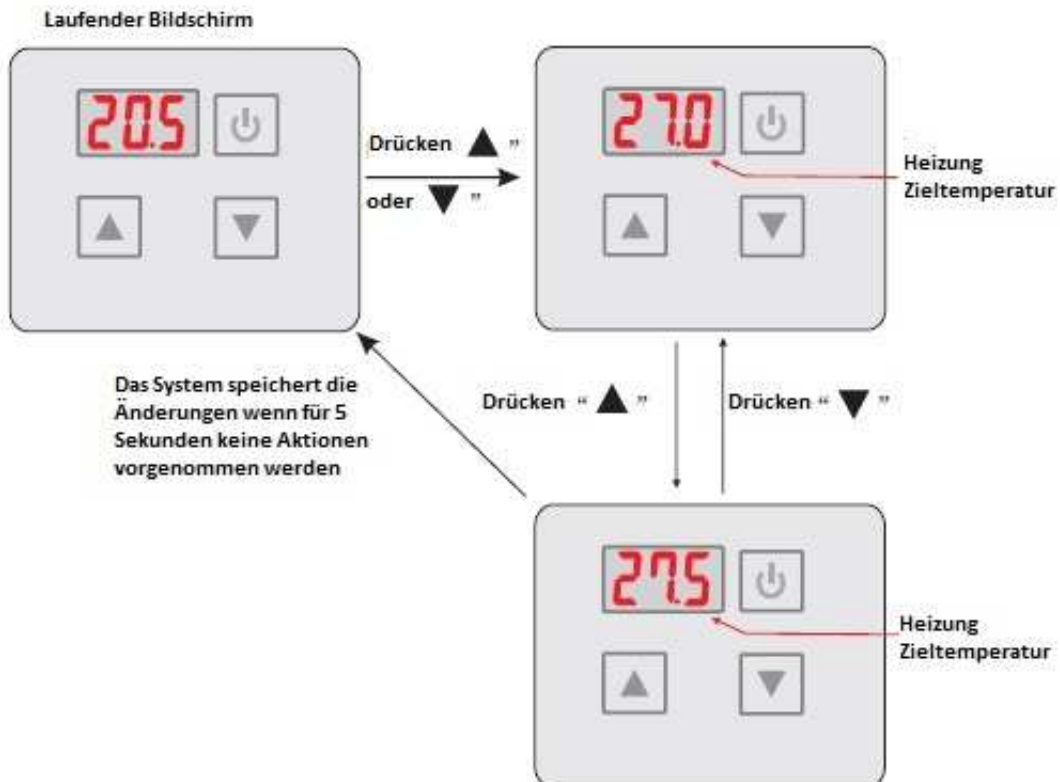 Laufender Bildschirm
20.5
Drücken ▲ ”
oder ▼ ”
27.0
Heizung
Zieltemperatur
Das System speichert die
Änderungen wenn für 5
Sekunden keine Aktionen
vorgenommen werden
Drücken “ ▲ ”
Drücken “ ▼ ”
27.5
Heizung
Zieltemperatur